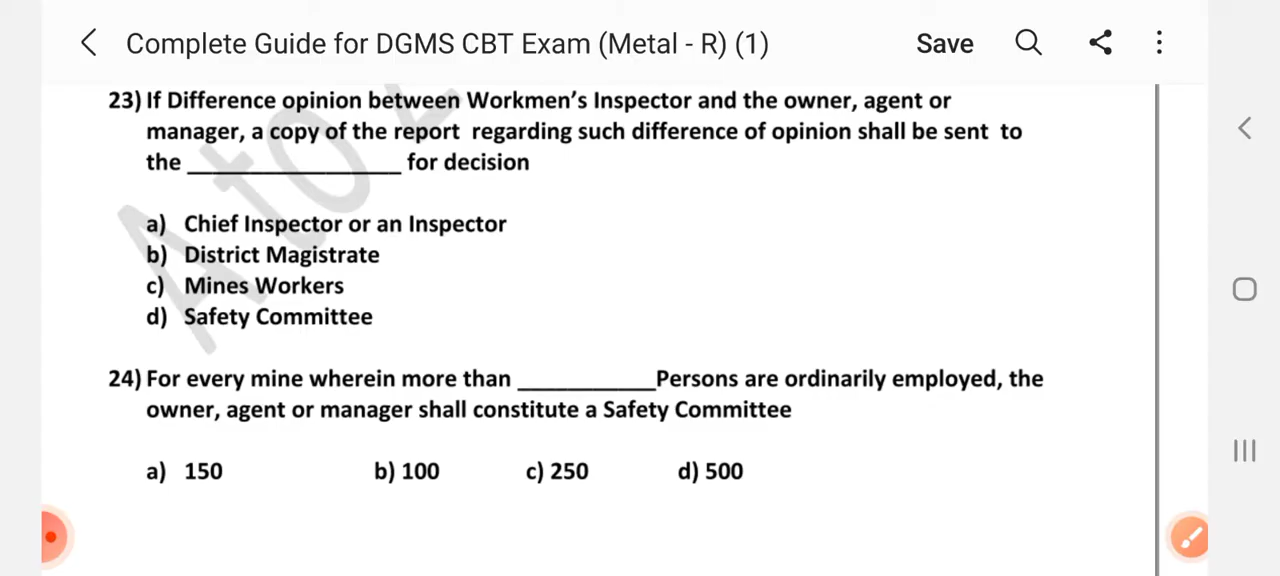 Complete Guide for DGMS CBT Exam (Metal - R) (1) Save
23) If Difference opinion between Workmen's Inspector and the owner, agent or
manager, a copy of the report regarding such difference of opinion shall be sent to
the _________________ for decision
a) Chief Inspector or an Inspector
b) District Magistrate
c) Mines Workers
d) Safety Committee
24) For every mine wherein more than ___________Persons are ordinarily employed, the
owner, agent or manager shall constitute a Safety Committee
a) 150 b) 100 c) 250 d) 500
A to